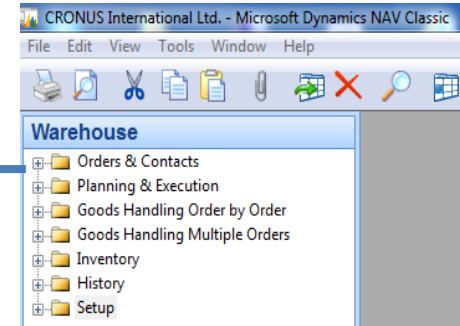 CRONUS International Ltd. - Microsoft Dynamics NAV Classic
File Edit View Tools Window Help
Warehouse
Orders & Contacts
Planning & Execution
Goods Handling Order by Order
Goods Handling Multiple Orders
Inventory
History
Setup